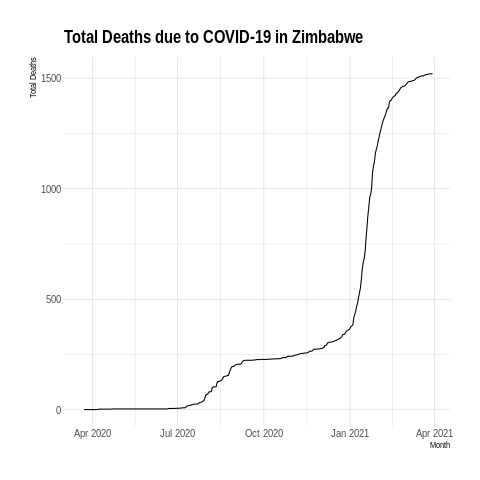 Total Deaths due to COVID-19 in Zimbabwe
Total Deaths
1500
1000
500
0
Apr 2020 Jul 2020 Oct 2020 Jan 2021 Apr 2021
Month